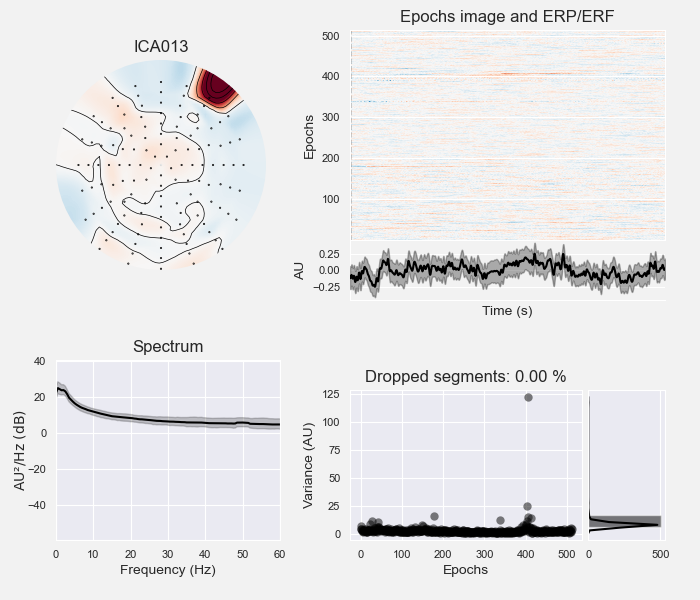 ICA013
Epochs image and ERP/ERF
Epochs
500
400
300
200
100
AU
0.25
0.00
−0.25
Time (s)
Spectrum
AU²/Hz (dB)
40
20
0
−20
−40
0 10 20 30 40 50 60
Frequency (Hz)
Dropped segments: 0.00 %
Variance (AU)
125
100
75
50
25
0
0 100 200 300 400 500
Epochs
0 500